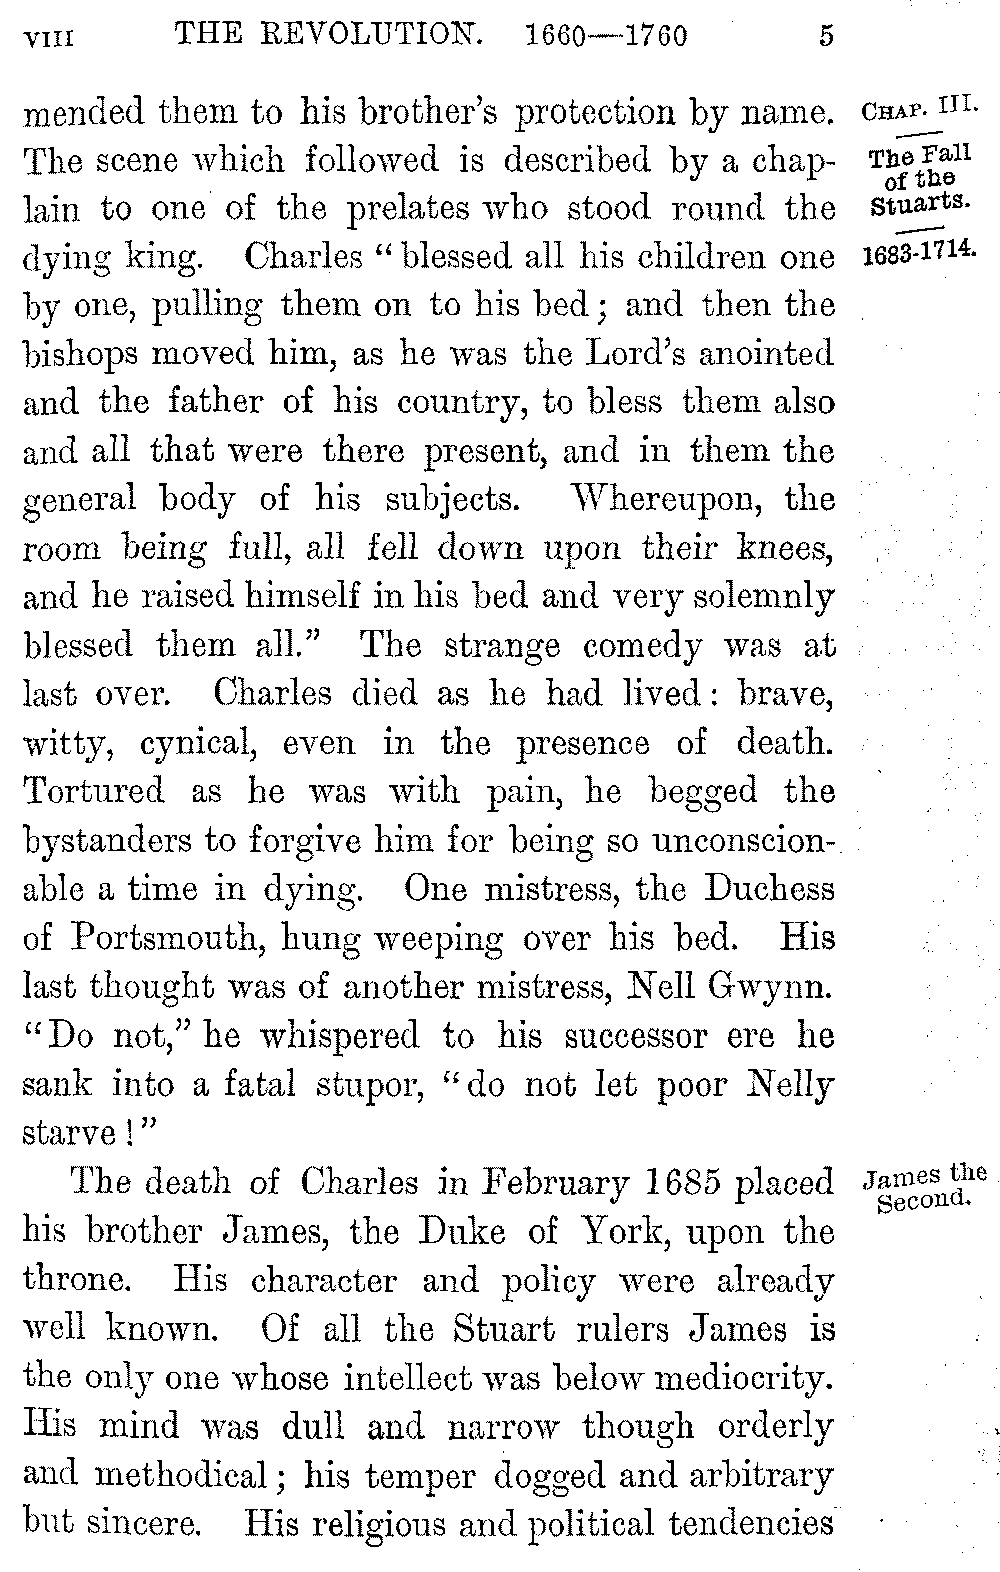 VIII THE REVOLUTION. 1660—1760 5
mended them to his brother's protection by name.
The scene which followed is described by a chap-
lain to one of the prelates who stood round the
dying king. Charles “blessed all his children one
by one, pulling them on to his bed; and then the
bishops moved him, as he was the Lord's anointed
and the father of his country, to bless them also
and all that were there present, and in them the
general body of his subjects. Whereupon, the
room being full, all fell down upon their knees,
and he raised himself in his bed and very solemnly
blessed them all.” The strange comedy was at
last over. Charles died as he had lived: brave,
witty, cynical, even in the presence of death.
Tortured as he was with pain, he begged the
bystanders to forgive him for being so unconscion-
able a time in dying. One mistress, the Duchess
of Portsmouth, hung weeping over his bed. His
last thought was of another mistress, Nell Gwynn.
“Do not,” he whispered to his successor ere he
sank into a fatal stupor, “do not let poor Nelly
starve!”
The death of Charles in February 1685 placed
his brother James, the Duke of York, upon the
throne. His character and policy were already
well known. Of all the Stuart rulers James is
the only one whose intellect was below mediocrity.
His mind was dull and narrow though orderly
and methodical; his temper dogged and arbitrary
but sincere. His religious and political tendencies
CHAP. III.
The Fall
of the
Stuarts.
1683-1714.
James the
Second.